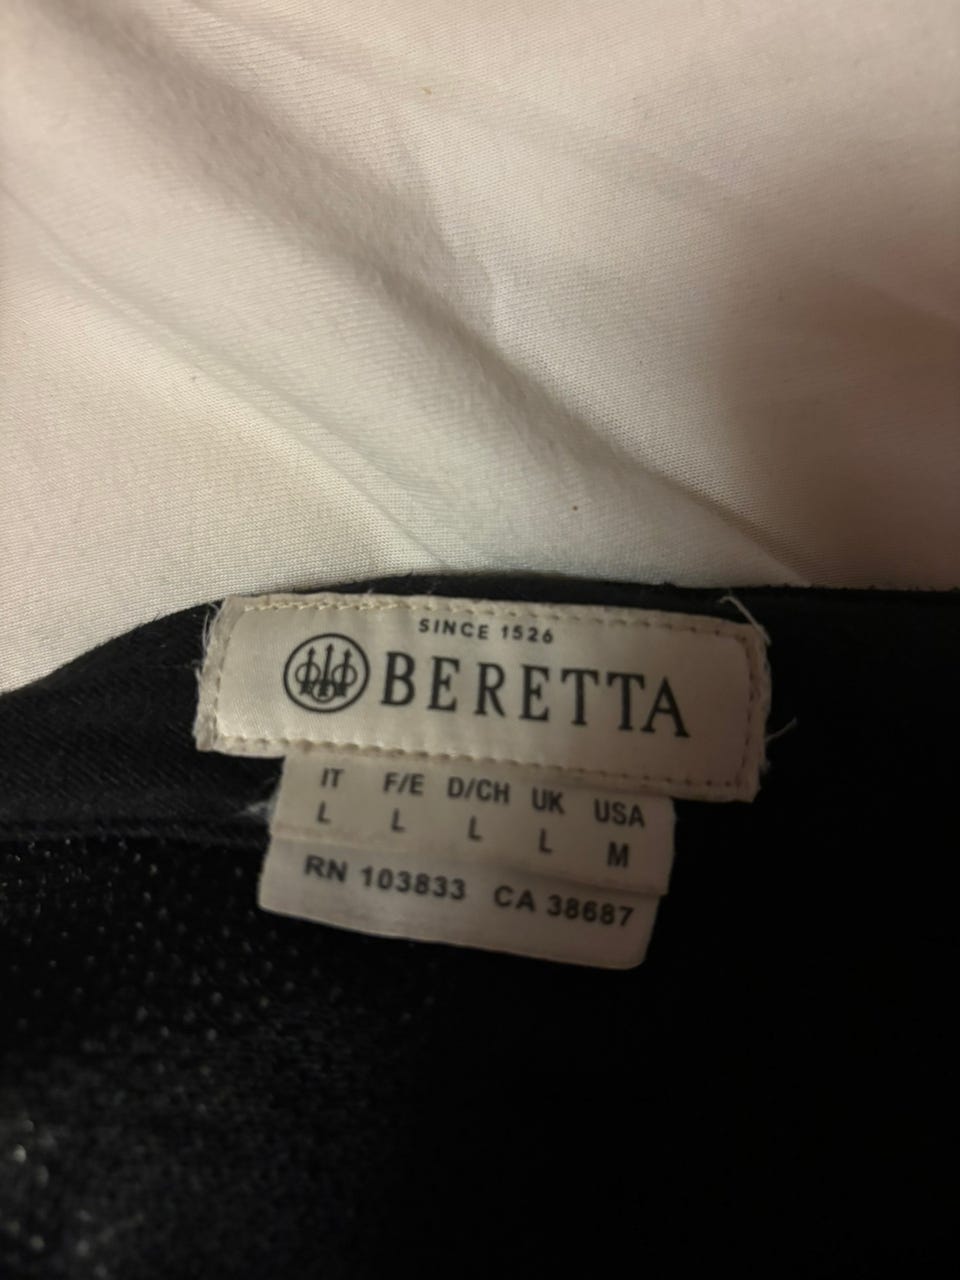 SINCE 1526
BERETTA
IT F/E D/CH UK USA
L L L L M
RN 103833 CA 38687